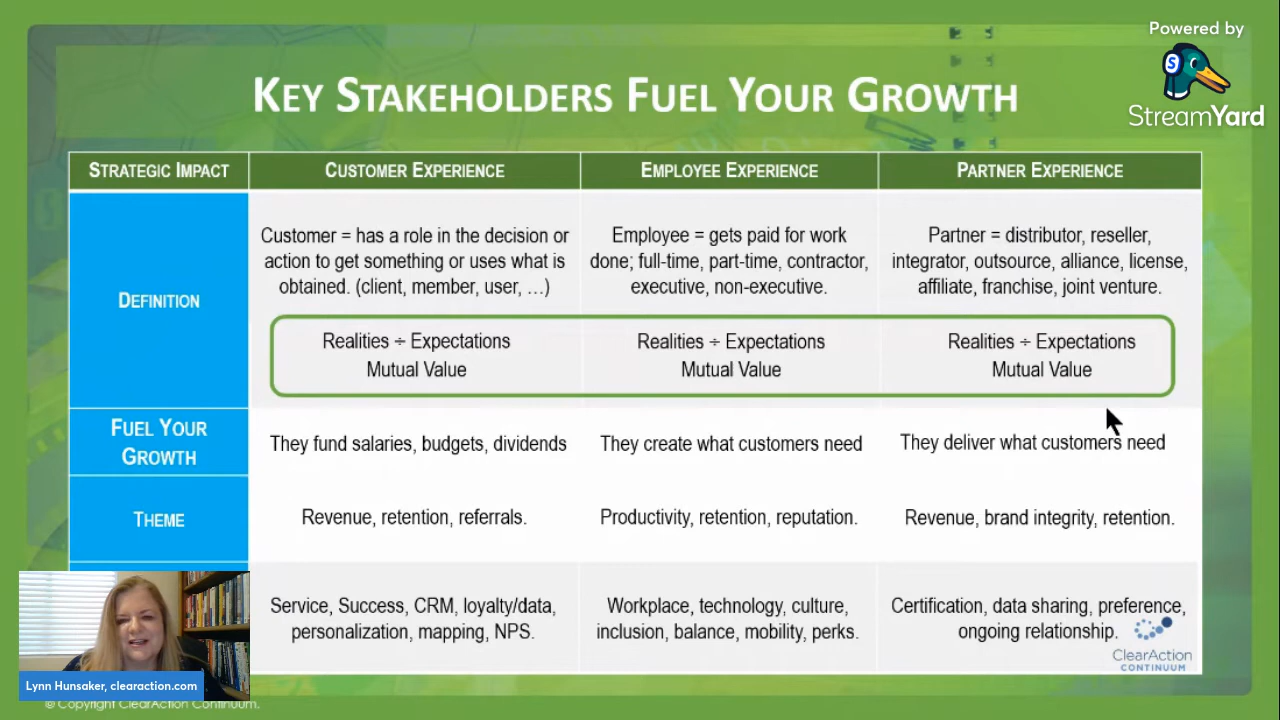 Powered by
StreamYard
KEY STAKEHOLDERS FUEL YOUR GROWTH
STRATEGIC IMPACT
CUSTOMER EXPERIENCE
EMPLOYEE EXPERIENCE
PARTNER EXPERIENCE
DEFINITION
Customer = has a role in the decision or
action to get something or uses what is
obtained. (client, member, user, …)
Realities ÷ Expectations
Mutual Value
Employee = gets paid for work
done; full-time, part-time, contractor,
executive, non-executive.
Realities ÷ Expectations
Mutual Value
Partner = distributor, reseller,
integrator, outsource, alliance, license,
affiliate, franchise, joint venture.
Realities ÷ Expectations
Mutual Value
FUEL YOUR
GROWTH
They fund salaries, budgets, dividends
They create what customers need
They deliver what customers need
THEME
Revenue, retention, referrals.
Productivity, retention, reputation.
Revenue, brand integrity, retention.
Service, Success, CRM, loyalty/data,
personalization, mapping, NPS.
Workplace, technology, culture,
inclusion, balance, mobility, perks.
Certification, data sharing, preference,
ongoing relationship.
ClearAction
CONTINUUM
Lynn Hunsaker, clearaction.com
© Copyright ClearAction Continuum.